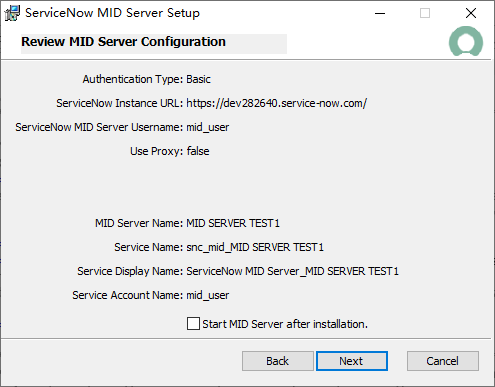 ServiceNow MID Server Setup
Review MID Server Configuration
Authentication Type: Basic
ServiceNow Instance URL: https://dev282640.service-now.com/
ServiceNow MID Server Username: mid_user
Use Proxy: false
MID Server Name: MID SERVER TEST1
Service Name: snc_mid_MID SERVER TEST1
Service Display Name: ServiceNow MID Server_MID SERVER TEST1
Service Account Name: mid_user
Start MID Server after installation.
Back Next Cancel